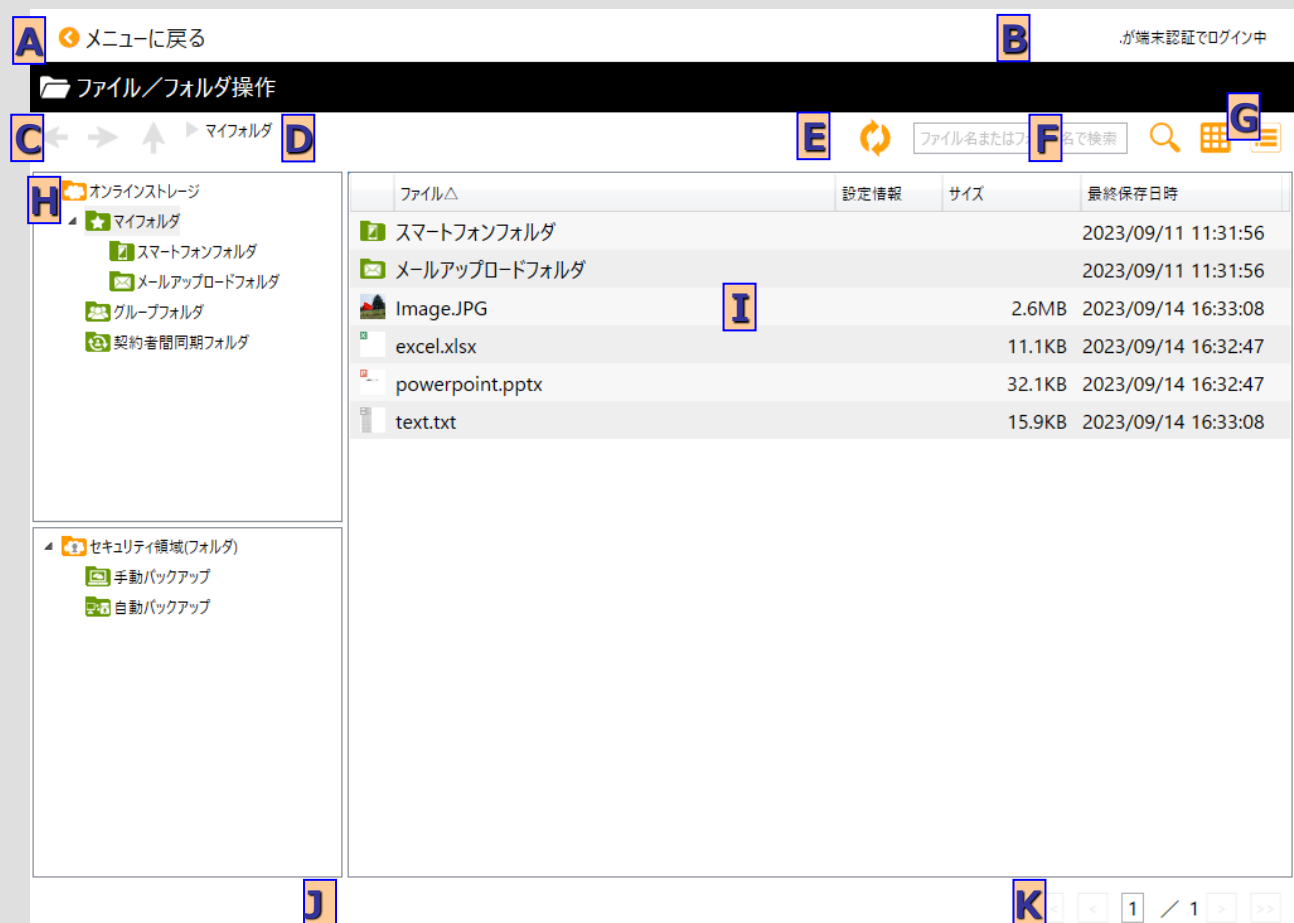 A メニューに戻る B .が端末認証でログイン中
ファイル／フォルダ操作
C マイフォルダ D E ファイル名またはフォ F 名で検索 G
H オンラインストレージ
マイフォルダ
スマートフォンフォルダ
メールアップロードフォルダ
グループフォルダ
契約者間同期フォルダ
セキュリティ領域(フォルダ)
手動バックアップ
自動バックアップ
ファイル△ 設定情報 サイズ 最終保存日時
スマートフォンフォルダ 2023/09/11 11:31:56
メールアップロードフォルダ 2023/09/11 11:31:56
Image.JPG I 2.6MB 2023/09/14 16:33:08
excel.xlsx 11.1KB 2023/09/14 16:32:47
powerpoint.pptx 32.1KB 2023/09/14 16:32:47
text.txt 15.9KB 2023/09/14 16:33:08
J K < < 1 ／ 1 > >>